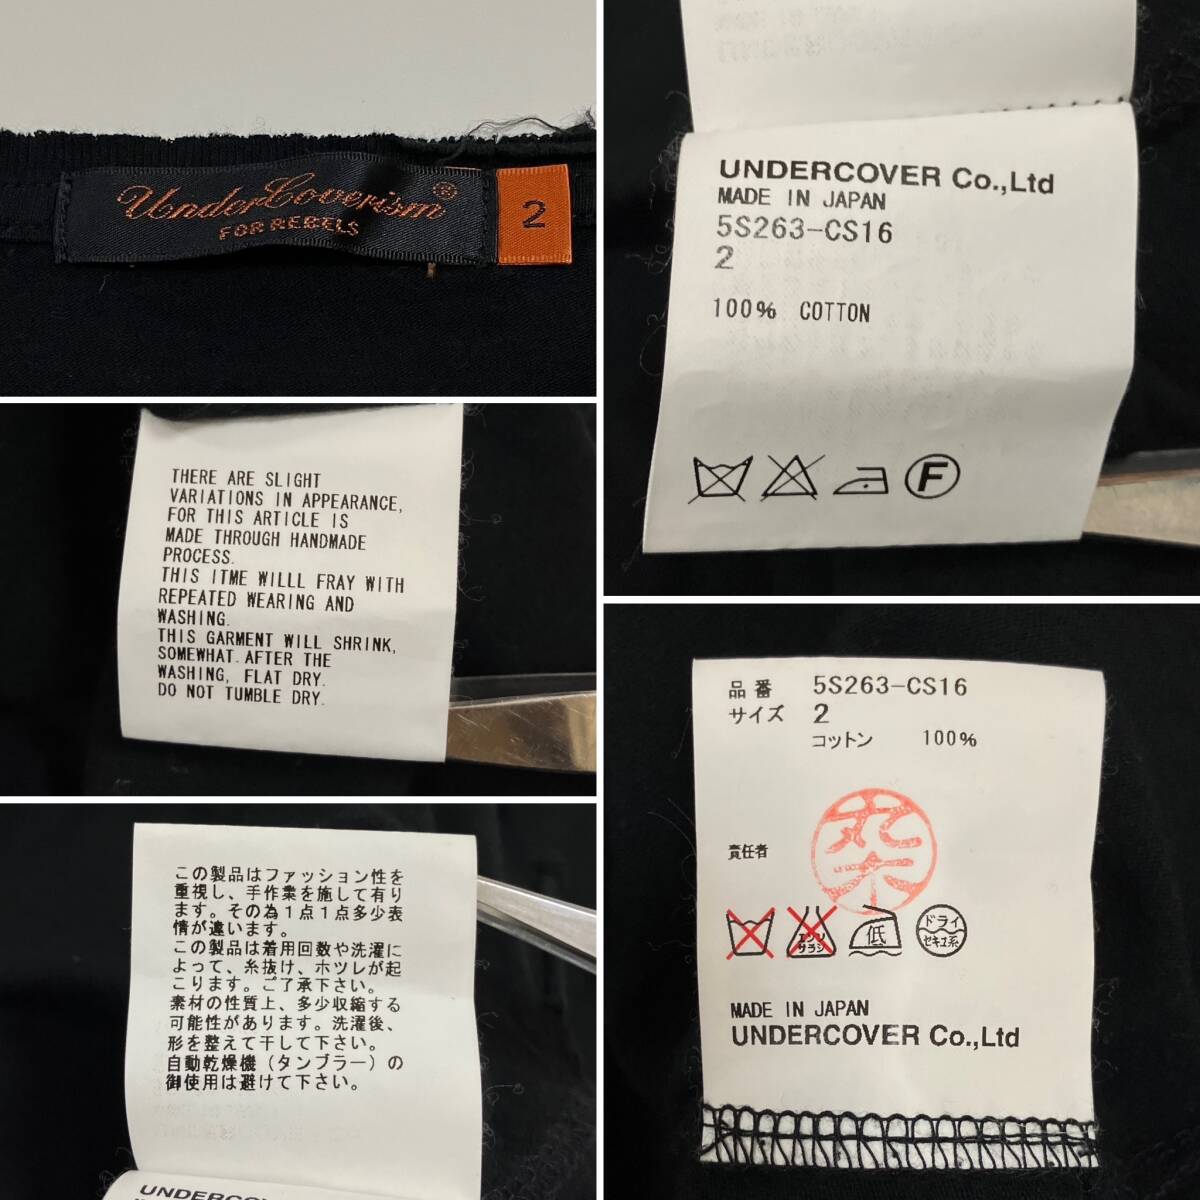 UnderCoverism®
FOR REBELS
2
UNDERCOVER Co.,Ltd
MADE IN JAPAN
5S263-CS16
2
100% COTTON
F
THERE ARE SLIGHT
VARIATIONS IN APPEARANCE,
FOR THIS ARTICLE IS
MADE THROUGH HANDMADE
PROCESS.
THIS ITME WILLL FRAY WITH
REPEATED WEARING AND
WASHING.
THIS GARMENT WILL SHRINK,
SOMEWHAT.AFTER THE
WASHING, FLAT DRY.
DO NOT TUMBLE DRY.
この製品はファッション性を
重視し、手作業を施して有り
ます。その為1点1点多少表
情が違います。
この製品は着用回数や洗濯に
よって、糸抜け、ホツレが起
こります。ご了承下さい。
素材の性質上、多少収縮する
可能性があります。洗濯後、
形を整えて干して下さい。
自動乾燥機（タンブラー）の
御使用は避けて下さい。
UNDERCOVER
品番 5S263-CS16
サイズ 2
コットン 100%
責任者
エンソ
サラシ
低
ドライ
セキユ系
MADE IN JAPAN
UNDERCOVER Co.,Ltd